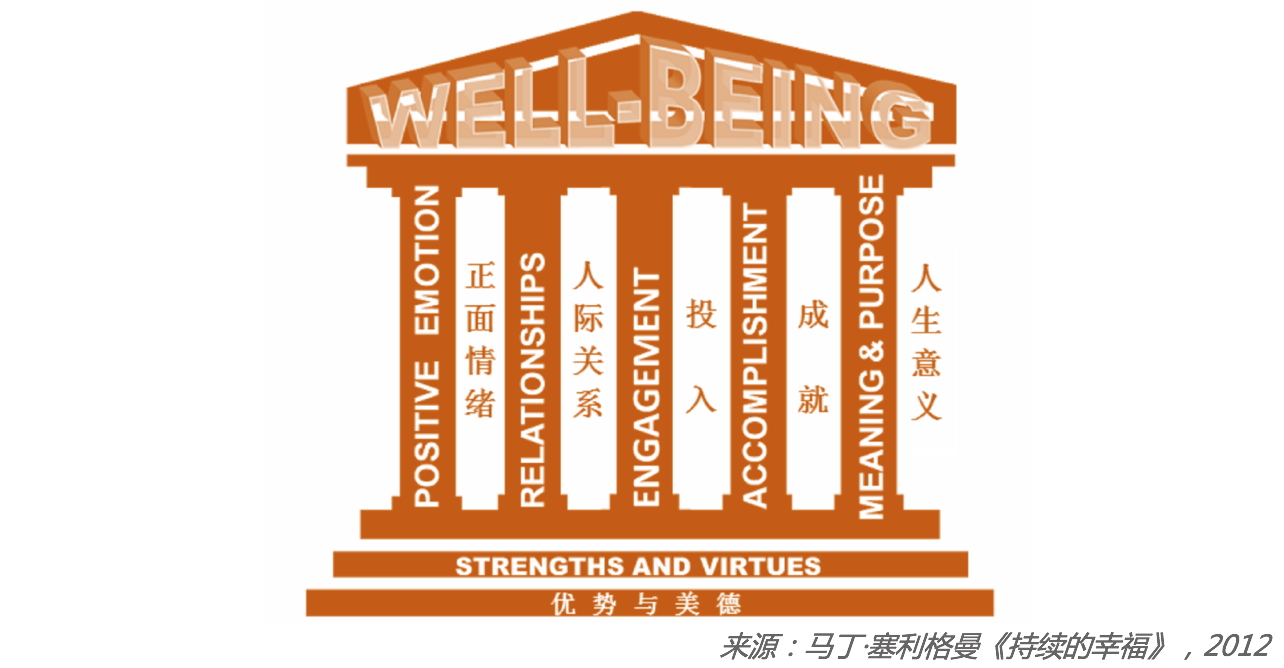 WELL-BEING
POSITIVE EMOTION
正面情绪
RELATIONSHIPS
人际关系
ENGAGEMENT
投入
ACCOMPLISHMENT
成就
MEANING & PURPOSE
人生意义
STRENGTHS AND VIRTUES
优势与美德
来源：马丁·塞利格曼《持续的幸福》，2012